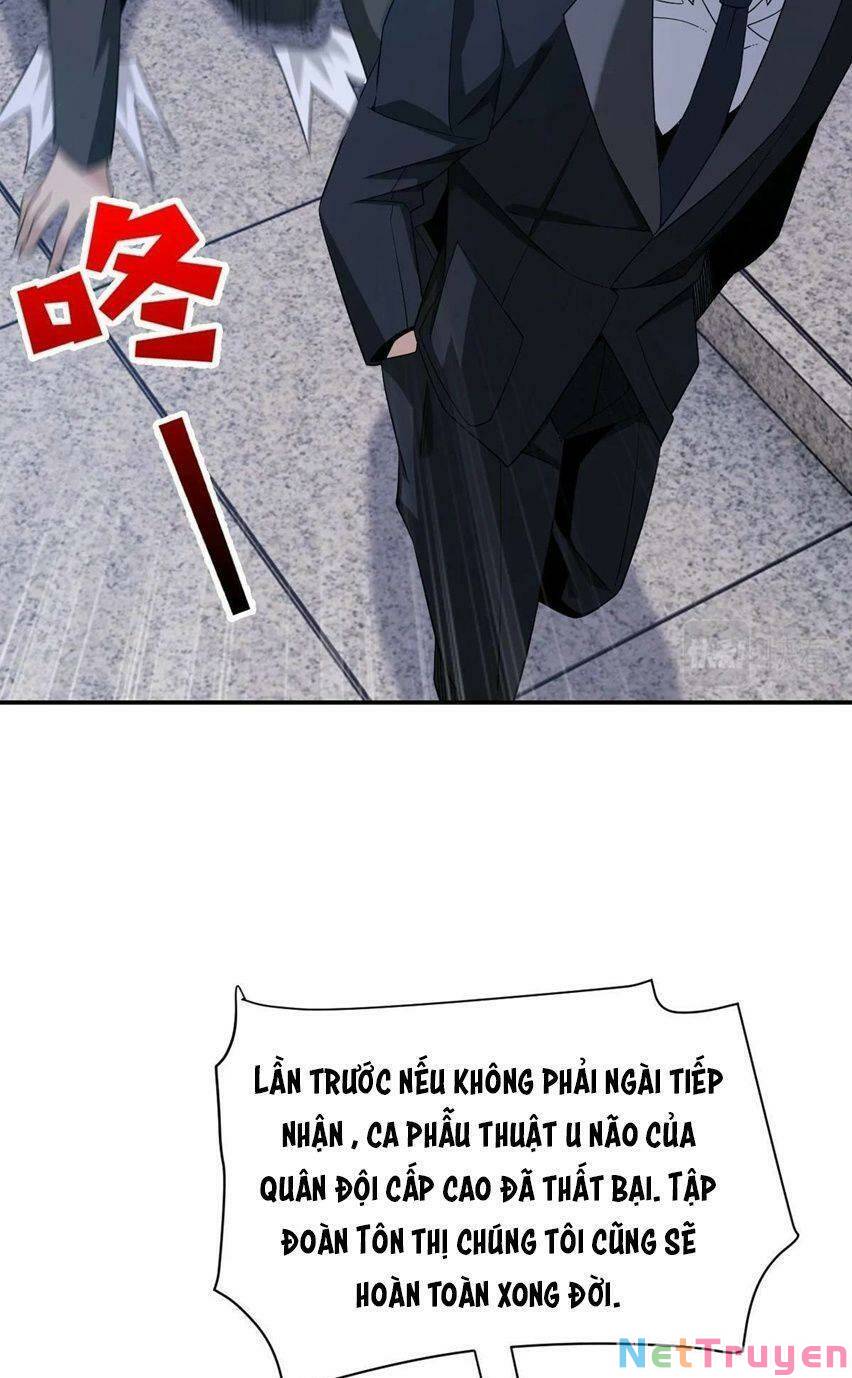 咚
LẦN TRƯỚC NẾU KHÔNG PHẢI NGÀI TIẾP
NHẬN , CA PHẪU THUẬT U NÃO CỦA
QUÂN ĐỘI CẤP CAO ĐÃ THẤT BẠI. TẬP
ĐOÀN TÔN THỊ CHÚNG TÔI CŨNG SẼ
HOÀN TOÀN XONG ĐỜI.
NETTRUYEN